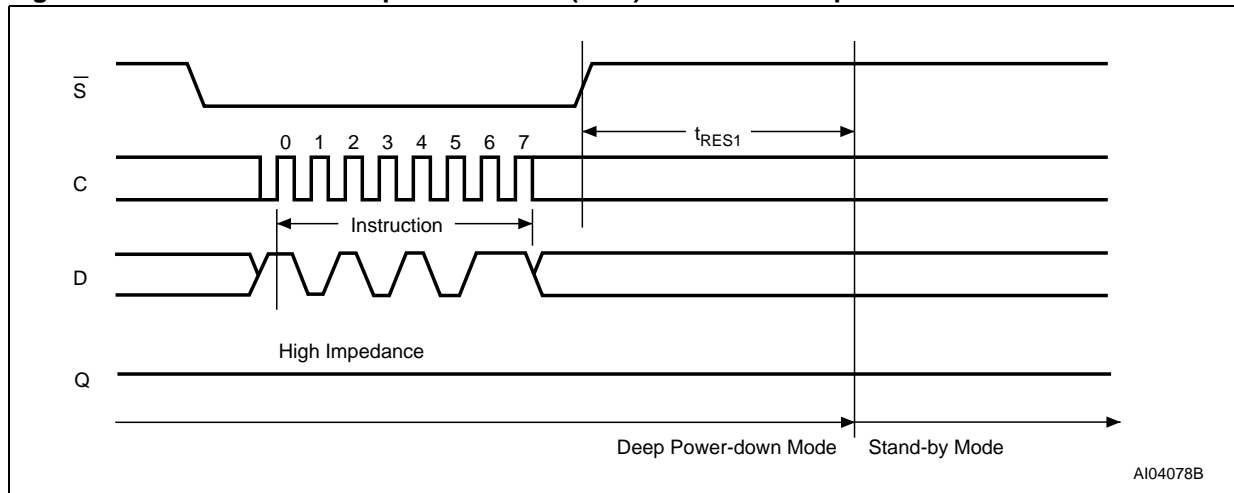 S̅
0 1 2 3 4 5 6 7
tRES1
C
Instruction
D
High Impedance
Q
Deep Power-down Mode Stand-by Mode
AI04078B